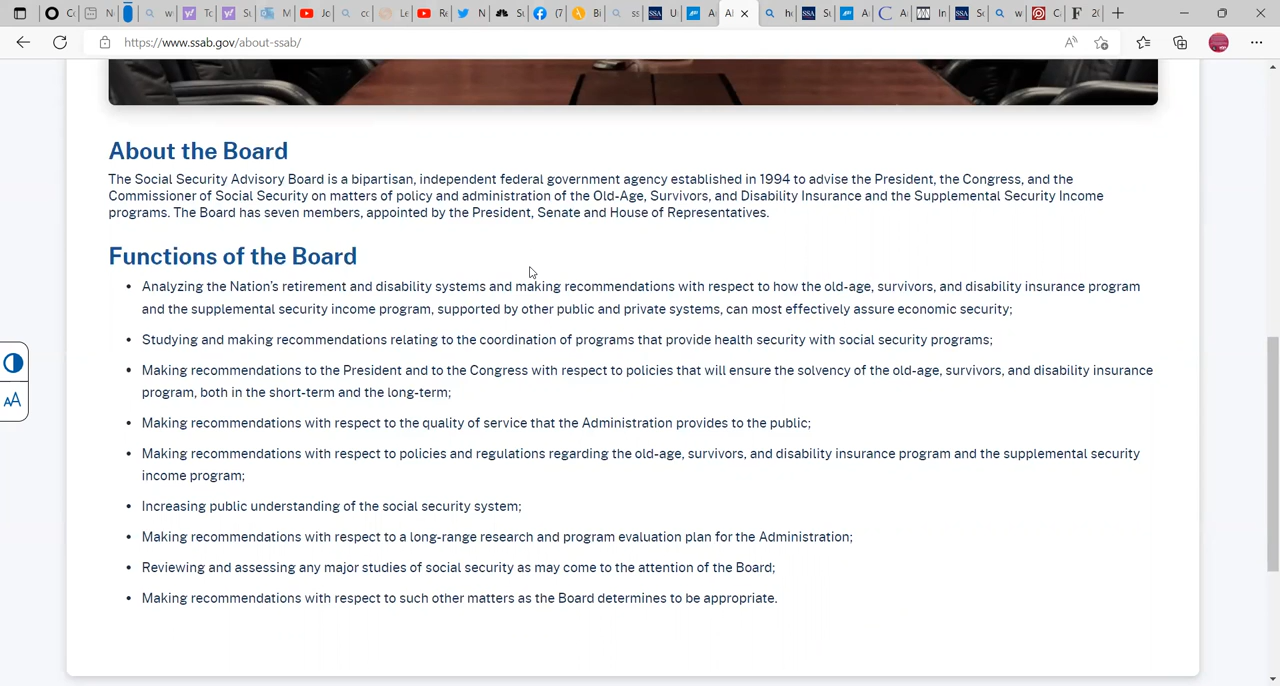 https://www.ssab.gov/about-ssab/
About the Board
The Social Security Advisory Board is a bipartisan, independent federal government agency established in 1994 to advise the President, the Congress, and the
Commissioner of Social Security on matters of policy and administration of the Old-Age, Survivors, and Disability Insurance and the Supplemental Security Income
programs. The Board has seven members, appointed by the President, Senate and House of Representatives.
Functions of the Board
• Analyzing the Nation's retirement and disability systems and making recommendations with respect to how the old-age, survivors, and disability insurance program
and the supplemental security income program, supported by other public and private systems, can most effectively assure economic security;
• Studying and making recommendations relating to the coordination of programs that provide health security with social security programs;
• Making recommendations to the President and to the Congress with respect to policies that will ensure the solvency of the old-age, survivors, and disability insurance
program, both in the short-term and the long-term;
• Making recommendations with respect to the quality of service that the Administration provides to the public;
• Making recommendations with respect to policies and regulations regarding the old-age, survivors, and disability insurance program and the supplemental security
income program;
• Increasing public understanding of the social security system;
• Making recommendations with respect to a long-range research and program evaluation plan for the Administration;
• Reviewing and assessing any major studies of social security as may come to the attention of the Board;
• Making recommendations with respect to such other matters as the Board determines to be appropriate.